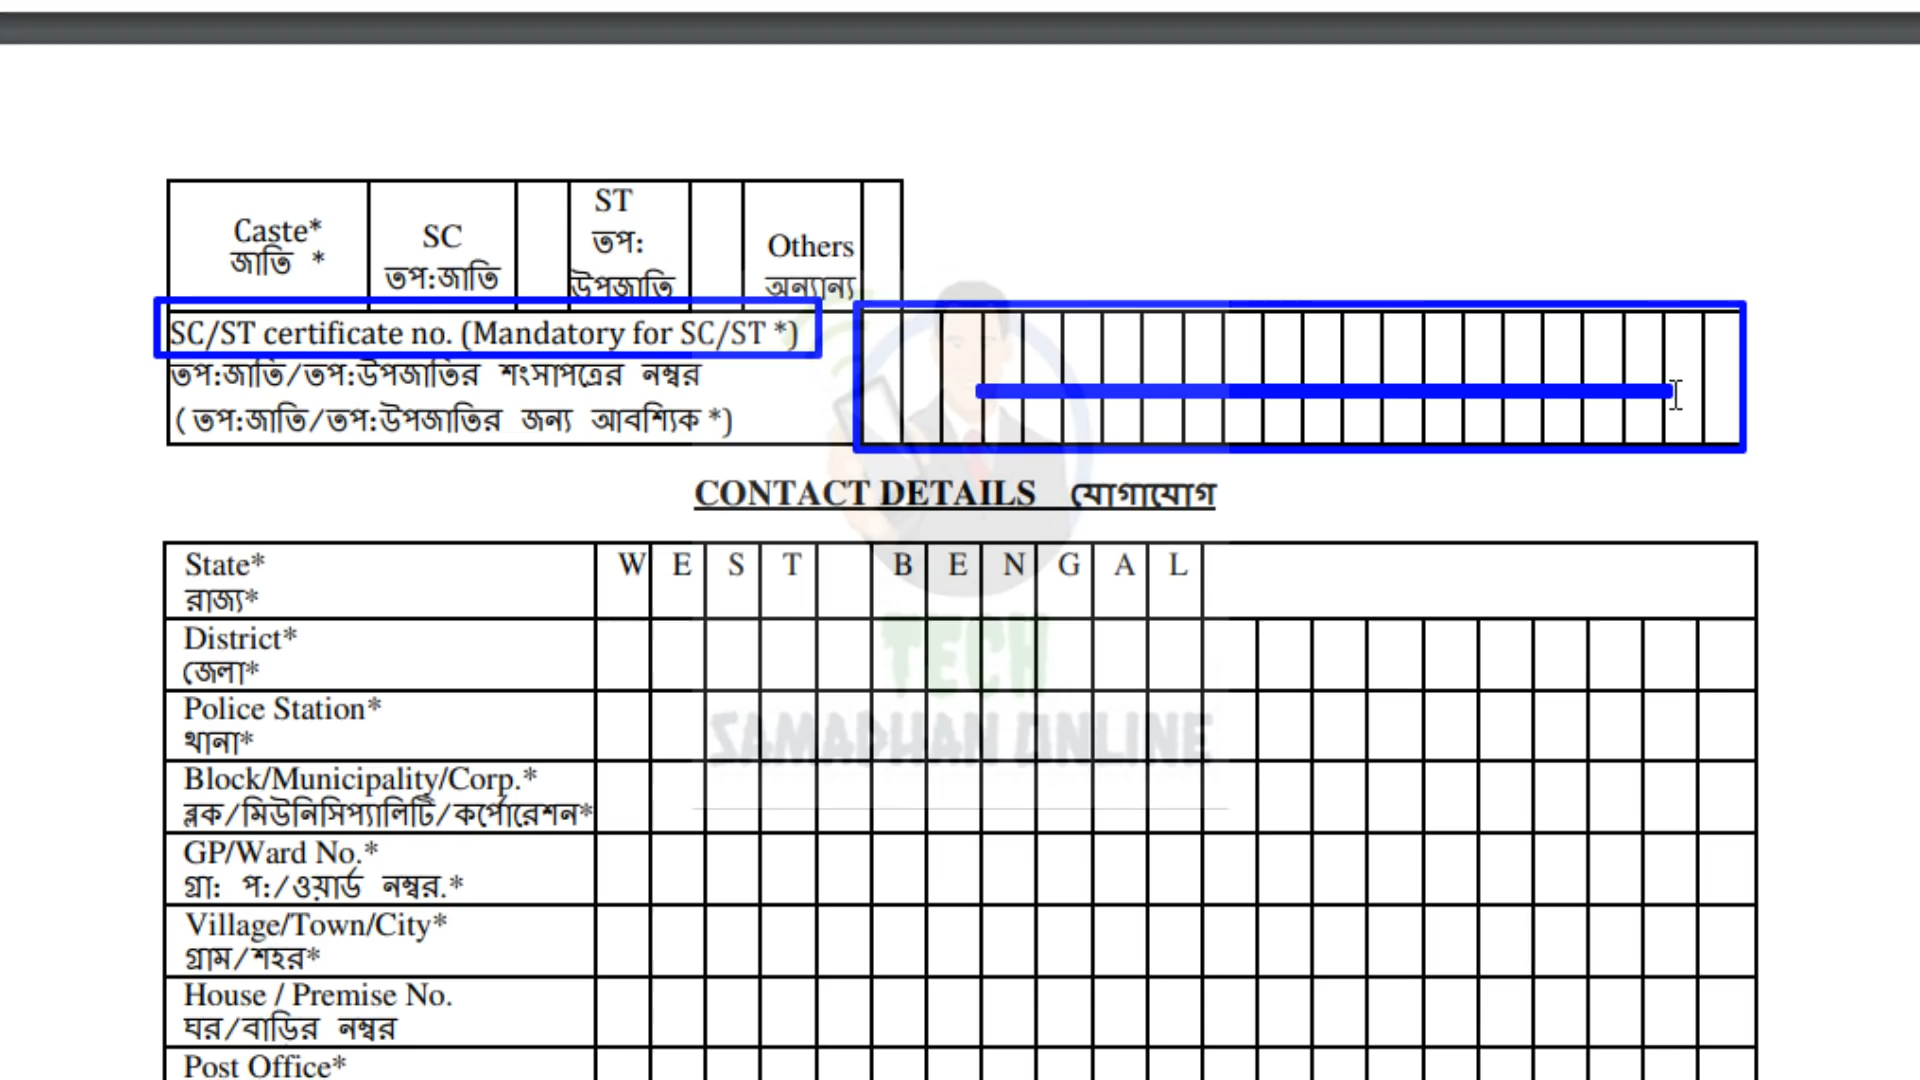 Caste*
জাতি *
SC
তপ:জাতি
ST
তপ:
উপজাতি
Others
অন্যান্য
SC/ST certificate no. (Mandatory for SC/ST *)
তপ:জাতি/তপ:উপজাতির শংসাপত্রের নম্বর
(তপ:জাতি/তপ:উপজাতির জন্য আবশ্যিক *)
CONTACT DETAILS যোগাযোগ
State*
রাজ্য*
W E S T B E N G A L
District*
জেলা*
Police Station*
থানা*
Block/Municipality/Corp.*
ব্লক/মিউনিসিপ্যালিটি/কর্পোরেশন*
GP/Ward No.*
গ্রা: প:/ওয়ার্ড নম্বর.*
Village/Town/City*
গ্রাম/শহর*
House / Premise No.
ঘর/বাড়ির নম্বর
Post Office*
TECH
SAMADHAN ONLINE